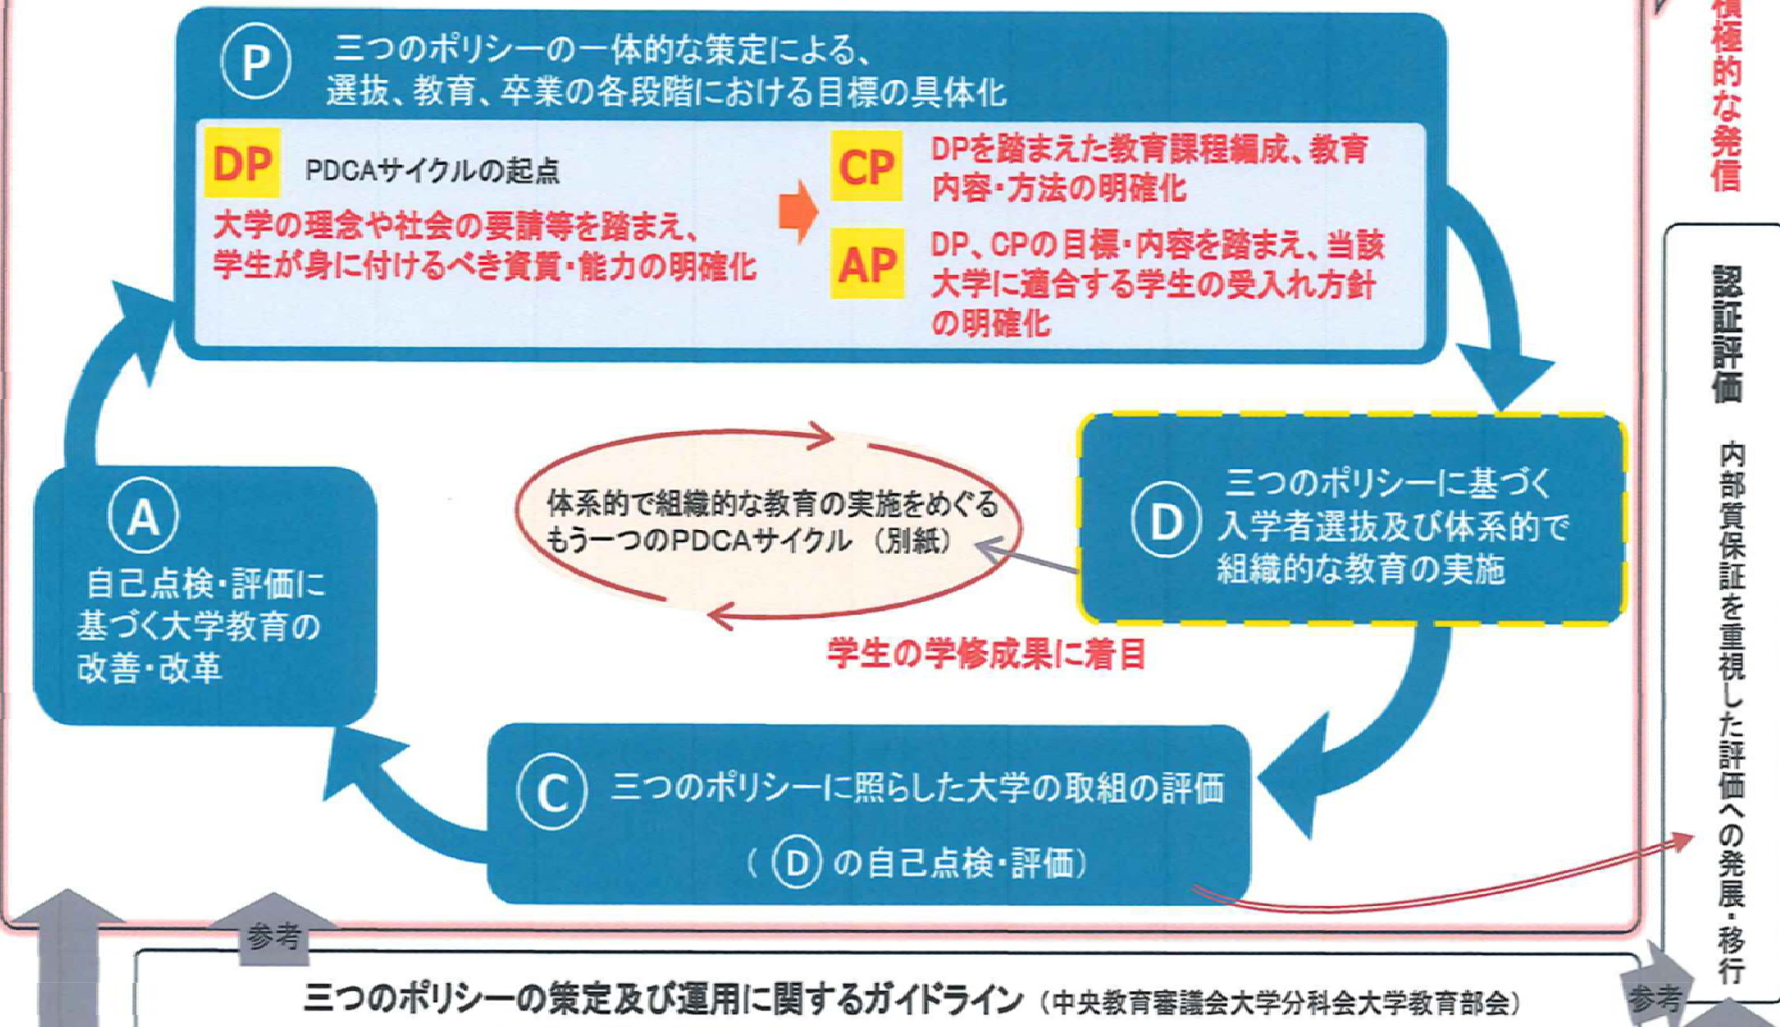 P
三つのポリシーの一体的な策定による、
選抜、教育、卒業の各段階における目標の具体化
DP
PDCAサイクルの起点
大学の理念や社会の要請等を踏まえ、
学生が身に付けるべき資質・能力の明確化
CP
DPを踏まえた教育課程編成、教育
内容・方法の明確化
AP
DP、CPの目標・内容を踏まえ、当該
大学に適合する学生の受入れ方針
の明確化
体系的で組織的な教育の実施をめぐる
もう一つのPDCAサイクル （別紙）
D
三つのポリシーに基づく
入学者選抜及び体系的で
組織的な教育の実施
学生の学修成果に着目
A
自己点検・評価に
基づく大学教育の
改善・改革
C
三つのポリシーに照らした大学の取組の評価
（ D の自己点検・評価）
積極的な発信
認証評価 内部質保証を重視した評価への発展・移行
参考
三つのポリシーの策定及び運用に関するガイドライン（中央教育審議会大学分科会大学教育部会）
参考